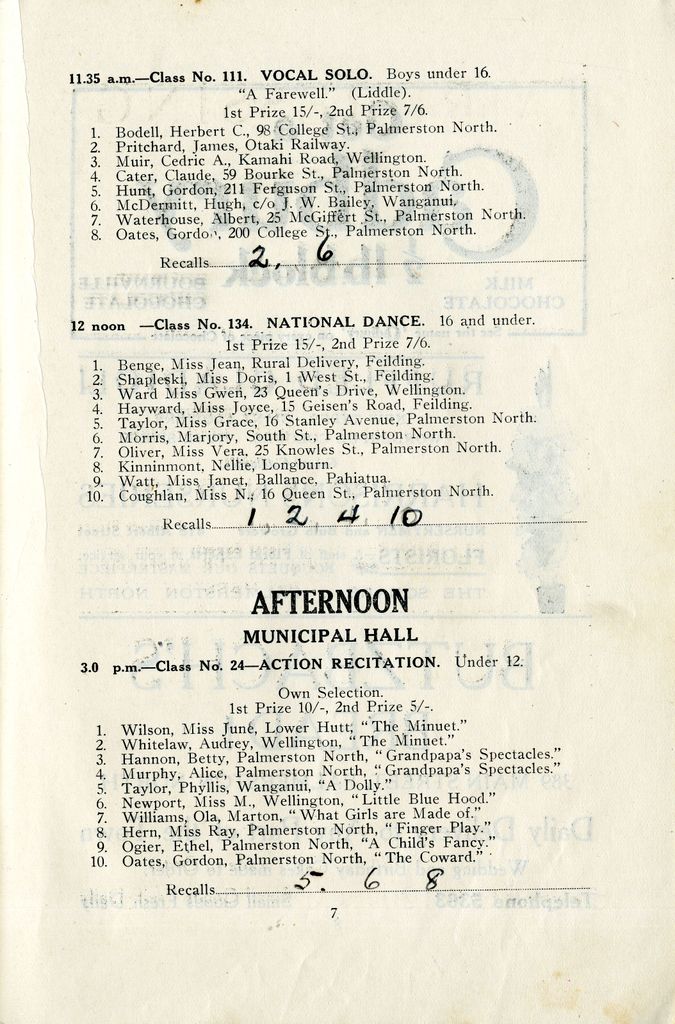 11.35 a.m.—Class No. 111. VOCAL SOLO. Boys under 16.
"A Farewell." (Liddle).
1st Prize 15/-, 2nd Prize 7/6.
1. Bodell, Herbert C., 98 College St., Palmerston North.
2. Pritchard, James, Otaki Railway.
3. Muir, Cedric A., Kamahi Road, Wellington.
4. Cater, Claude, 59 Bourke St., Palmerston North.
5. Hunt, Gordon, 211 Ferguson St., Palmerston North.
6. McDermitt, Hugh, c/o J. W. Bailey, Wanganui.
7. Waterhouse, Albert, 25 McGiffert St., Palmerston North.
8. Oates, Gordon, 200 College St., Palmerston North.
Recalls 2, 6
12 noon —Class No. 134. NATIONAL DANCE. 16 and under.
1st Prize 15/-, 2nd Prize 7/6.
1. Benge, Miss Jean, Rural Delivery, Feilding.
2. Shapleski, Miss Doris, 1 West St., Feilding.
3. Ward Miss Gwen, 23 Queen's Drive, Wellington.
4. Hayward, Miss Joyce, 15 Geisen's Road, Feilding.
5. Taylor, Miss Grace, 16 Stanley Avenue, Palmerston North.
6. Morris, Marjory, South St., Palmerston North.
7. Oliver, Miss Vera, 25 Knowles St., Palmerston North.
8. Kinninmont, Nellie, Longburn.
9. Watt, Miss Janet, Ballance, Pahiatua.
10. Coughlan, Miss N., 16 Queen St., Palmerston North.
Recalls 1, 2 4 10
AFTERNOON
MUNICIPAL HALL
3.0 p.m.—Class No. 24—ACTION RECITATION. Under 12.
Own Selection.
1st Prize 10/-, 2nd Prize 5/-.
1. Wilson, Miss June, Lower Hutt, "The Minuet."
2. Whitelaw, Audrey, Wellington, "The Minuet."
3. Hannon, Betty, Palmerston North, "Grandpapa's Spectacles."
4. Murphy, Alice, Palmerston North, "Grandpapa's Spectacles."
5. Taylor, Phyllis, Wanganui, "A Dolly."
6. Newport, Miss M., Wellington, "Little Blue Hood."
7. Williams, Ola, Marton, "What Girls are Made of."
8. Hern, Miss Ray, Palmerston North, "Finger Play."
9. Ogier, Ethel, Palmerston North, "A Child's Fancy."
10. Oates, Gordon, Palmerston North, "The Coward."
Recalls 5. 6 8
7